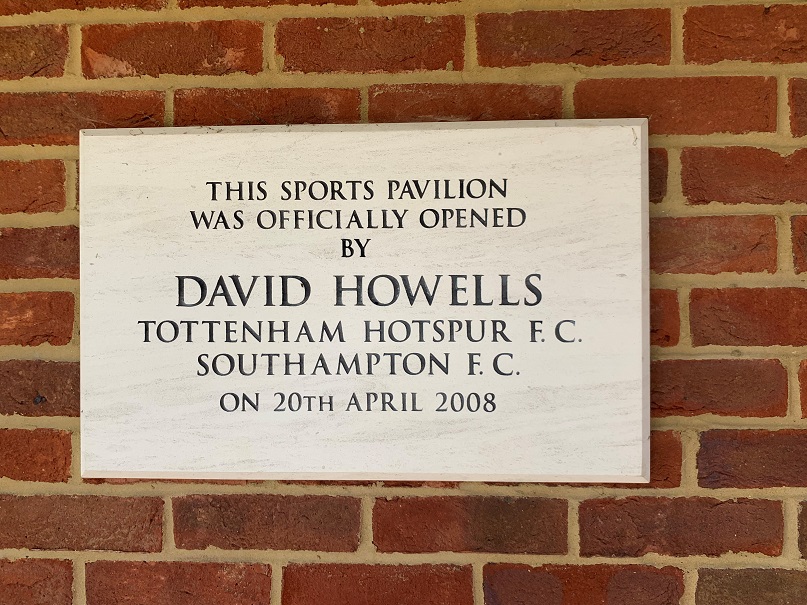 THIS SPORTS PAVILION
WAS OFFICIALLY OPENED
BY
DAVID HOWELLS
TOTTENHAM HOTSPUR F.C.
SOUTHAMPTON F.C.
ON 20TH APRIL 2008